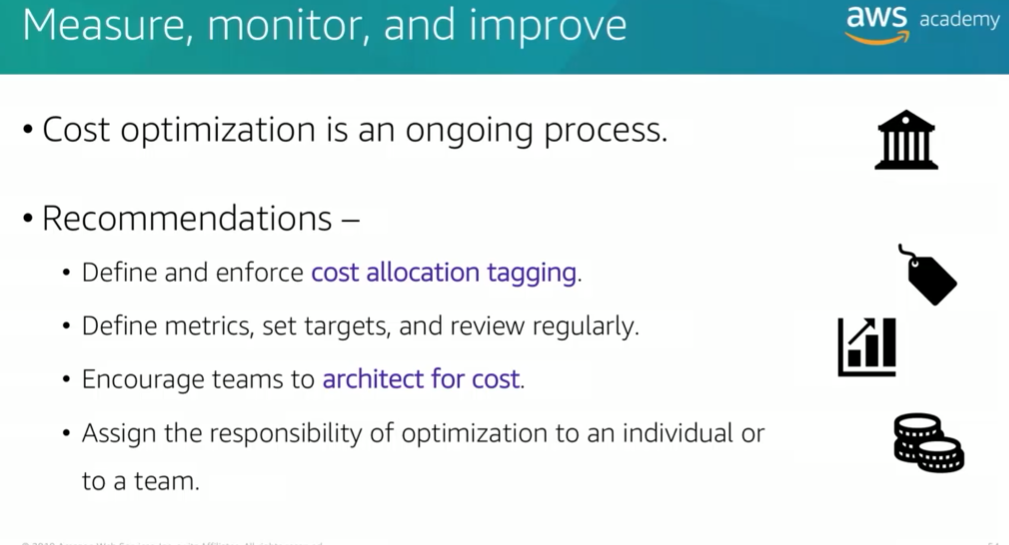 Measure, monitor, and improve
aws academy
• Cost optimization is an ongoing process.
• Recommendations –
• Define and enforce cost allocation tagging.
• Define metrics, set targets, and review regularly.
• Encourage teams to architect for cost.
• Assign the responsibility of optimization to an individual or
to a team.